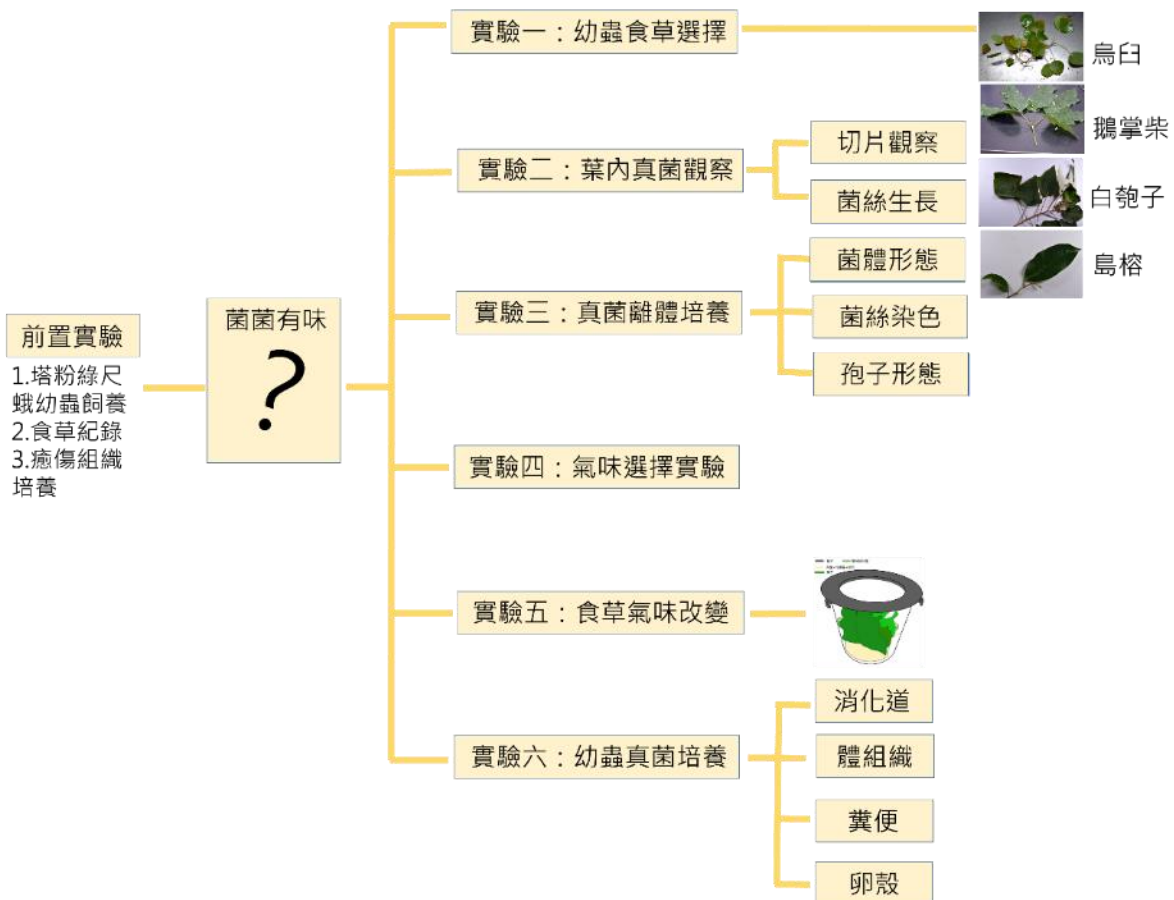 前置實驗
1.塔粉綠尺
蛾幼蟲飼養
2.食草紀錄
3.癒傷組織
培養
菌菌有味
?
實驗一：幼蟲食草選擇
烏臼
鵝掌柴
白匏子
島榕
實驗二：葉內真菌觀察
切片觀察
菌絲生長
實驗三：真菌離體培養
菌體形態
菌絲染色
孢子形態
實驗四：氣味選擇實驗
實驗五：食草氣味改變
實驗六：幼蟲真菌培養
消化道
體組織
糞便
卵殼